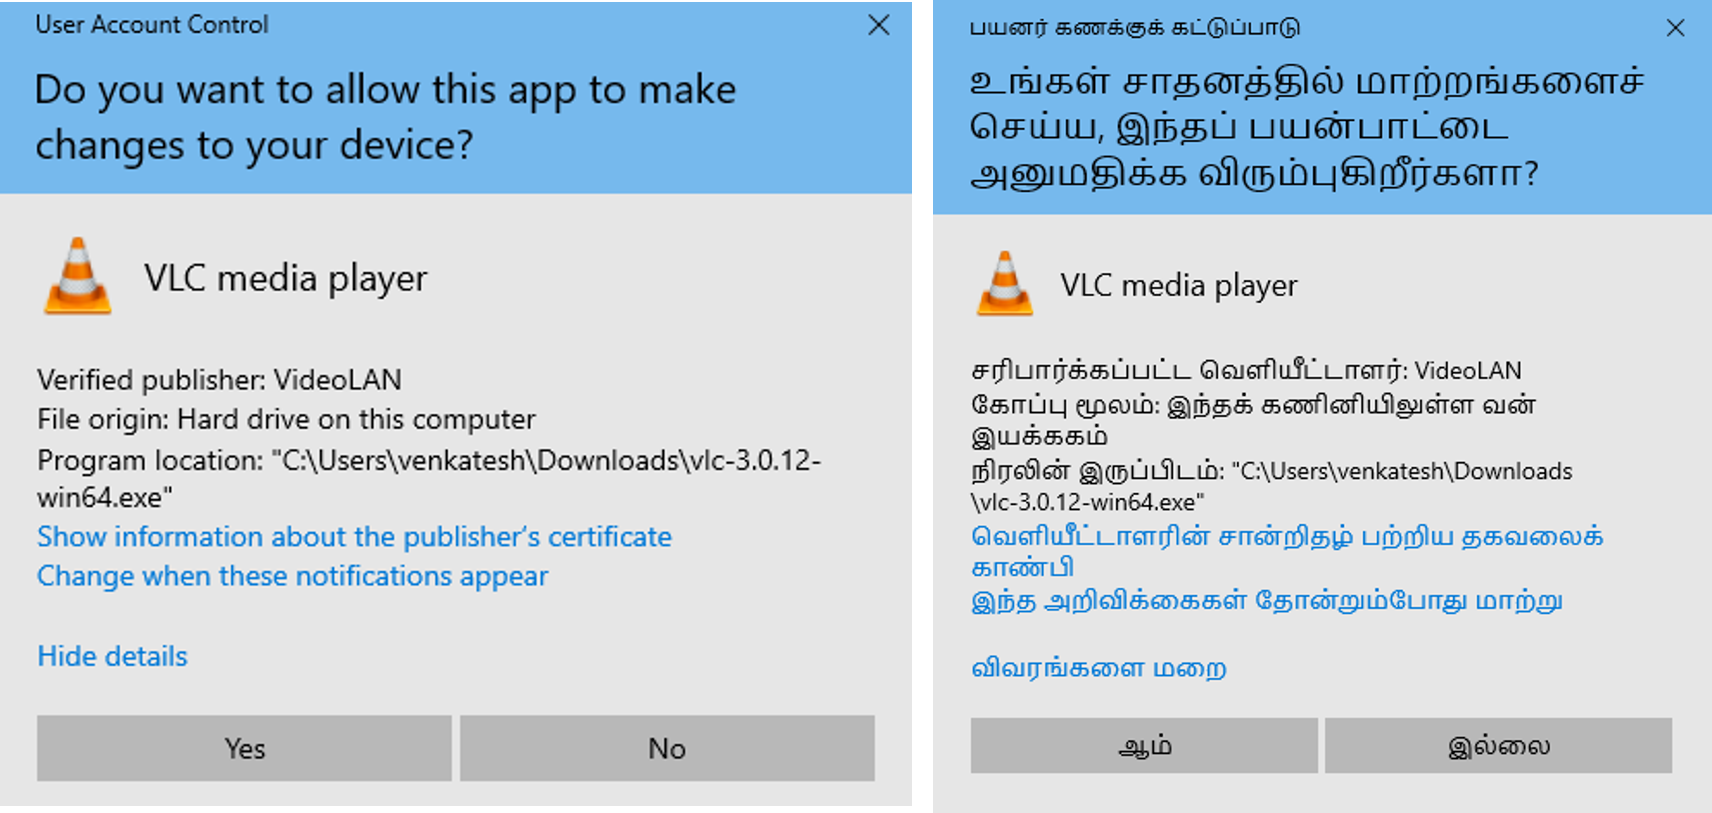 User Account Control
Do you want to allow this app to make
changes to your device?
VLC media player
Verified publisher: VideoLAN
File origin: Hard drive on this computer
Program location: "C:\Users\venkatesh\Downloads\vlc-3.0.12-
win64.exe"
Show information about the publisher’s certificate
Change when these notifications appear
Hide details
Yes
No
பயனர் கணக்குக் கட்டுப்பாடு
உங்கள் சாதனத்தில் மாற்றங்களைச்
செய்ய, இந்தப் பயன்பாட்டை
அனுமதிக்க விரும்புகிறீர்களா?
VLC media player
சரிபார்க்கப்பட்ட வெளியீட்டாளர்: VideoLAN
கோப்பு மூலம்: இந்தக் கணினியிலுள்ள வன்
இயக்ககம்
நிரலின் இருப்பிடம்: "C:\Users\venkatesh\Downloads
\vlc-3.0.12-win64.exe"
வெளியீட்டாளரின் சான்றிதழ் பற்றிய தகவலைக்
காண்பி
இந்த அறிவிக்கைகள் தோன்றும்போது மாற்று
விவரங்களை மறை
ஆம்
இல்லை